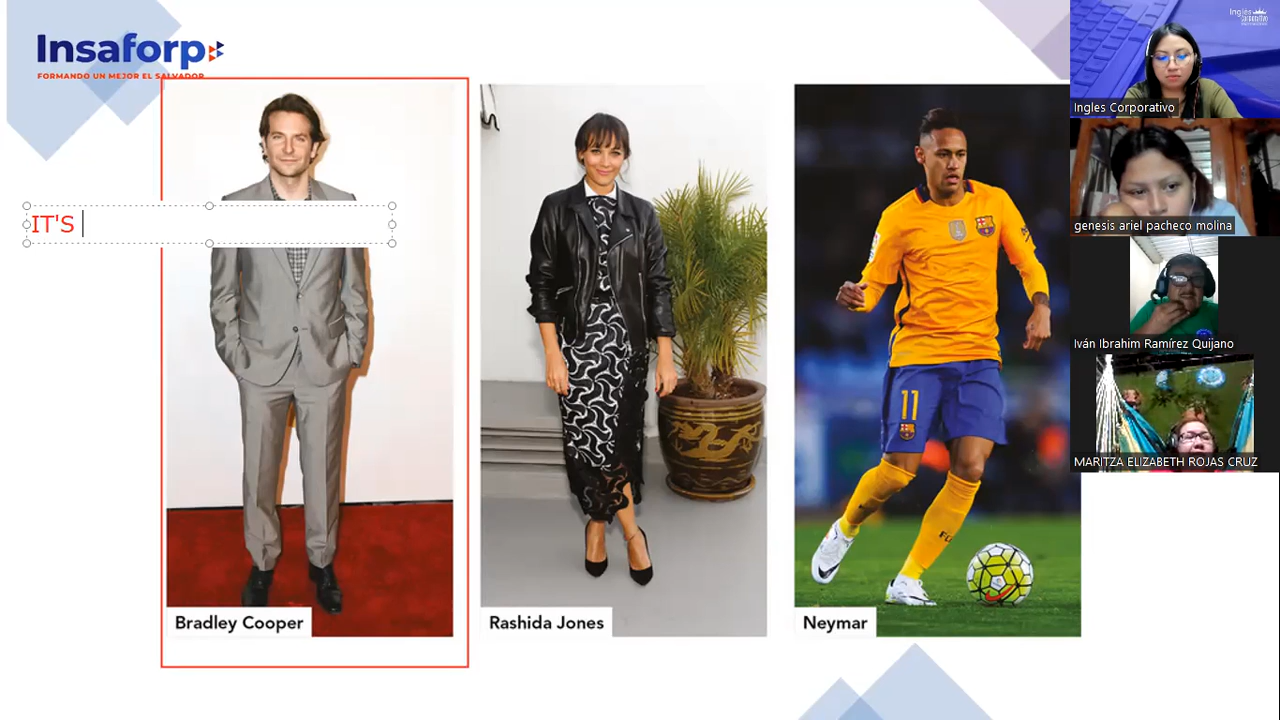 Insaforp
FORMANDO UN MEJOR EL SALVADOR
IT'S
11
Bradley Cooper
Rashida Jones
Neymar
Ingles Corporativo
genesis ariel pacheco molina
Iván Ibrahim Ramírez Quijano
MARITZA ELIZABETH ROJAS CRUZ